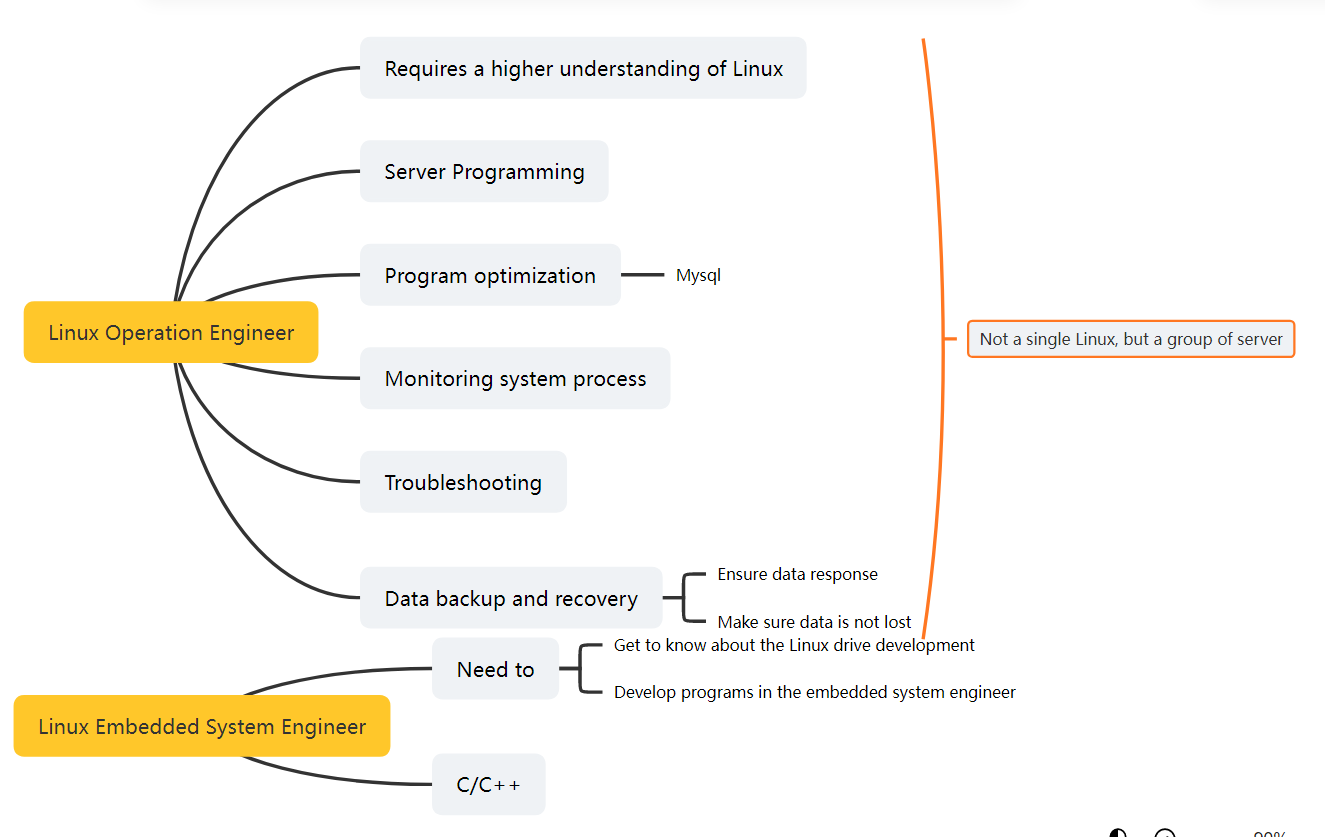 Requires a higher understanding of Linux
Server Programming
Program optimization
Mysql
Linux Operation Engineer
Not a single Linux, but a group of server
Monitoring system process
Troubleshooting
Data backup and recovery
Ensure data response
Make sure data is not lost
Need to
Get to know about the Linux drive development
Develop programs in the embedded system engineer
Linux Embedded System Engineer
C/C++